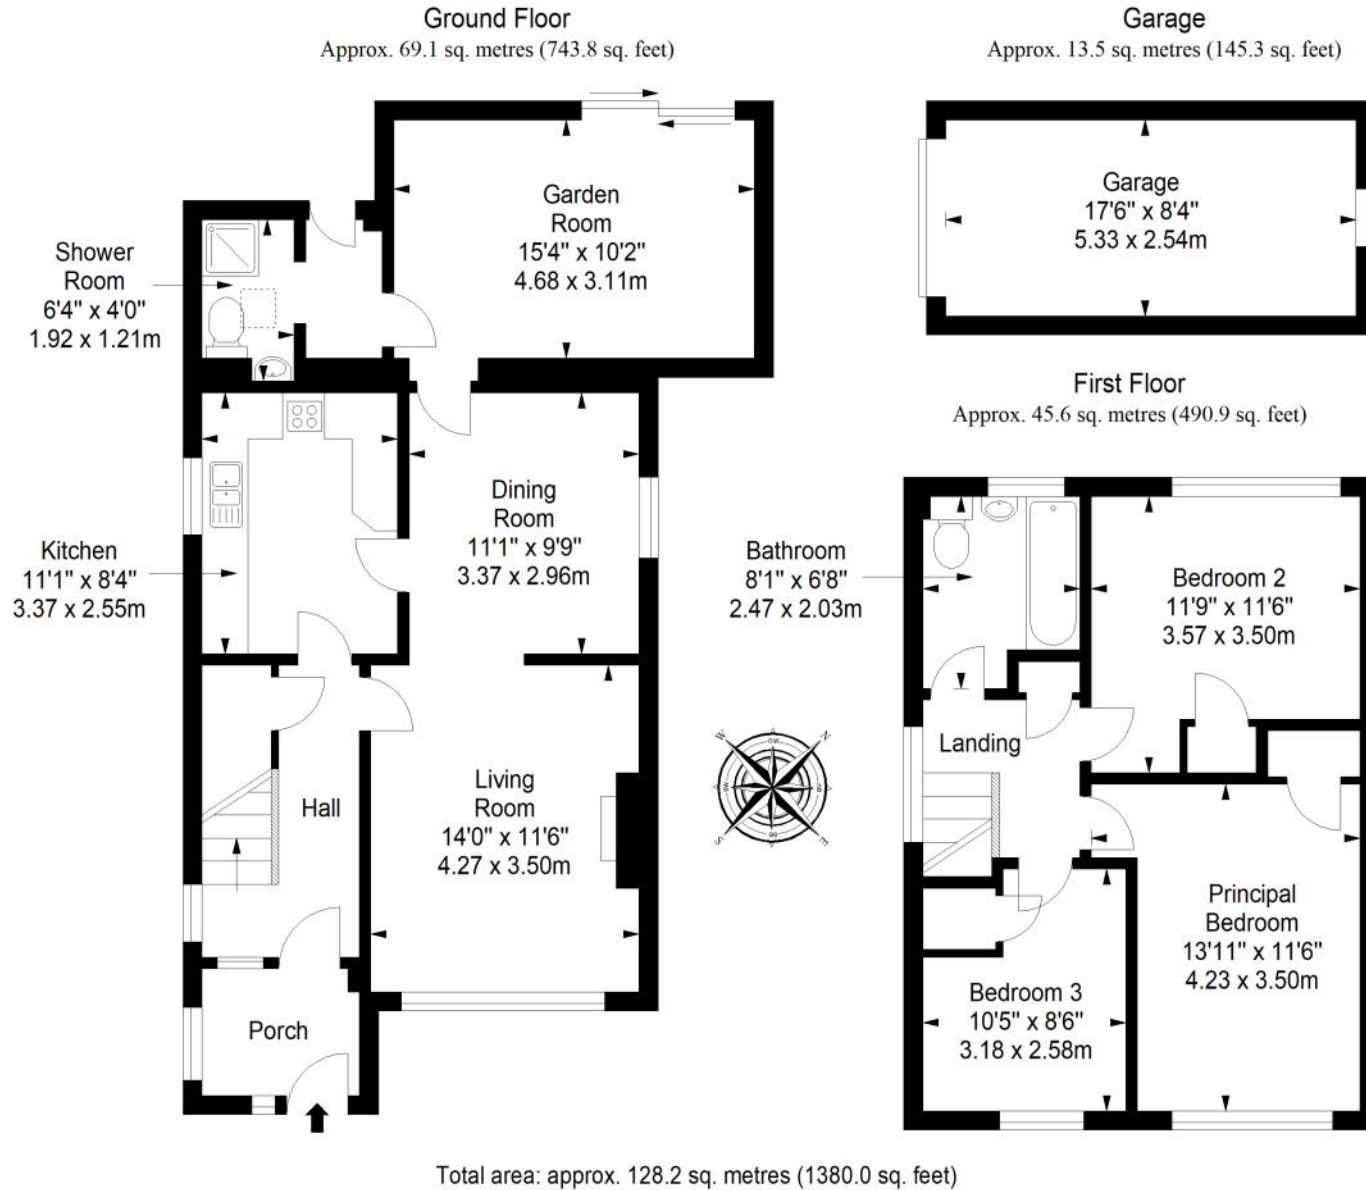 Ground Floor
Approx. 69.1 sq. metres (743.8 sq. feet)
Garage
Approx. 13.5 sq. metres (145.3 sq. feet)
Garden
Room
15'4" x 10'2"
4.68 x 3.11m
Garage
17'6" x 8'4"
5.33 x 2.54m
Shower
Room
6'4" x 4'0"
1.92 x 1.21m
First Floor
Approx. 45.6 sq. metres (490.9 sq. feet)
Dining
Room
11'1" x 9'9"
3.37 x 2.96m
Kitchen
11'1" x 8'4"
3.37 x 2.55m
Bathroom
8'1" x 6'8"
2.47 x 2.03m
Bedroom 2
11'9" x 11'6"
3.57 x 3.50m
Landing
W
N
NW
NE
SW
SE
S
E
Living
Room
14'0" x 11'6"
4.27 x 3.50m
Hall
Principal
Bedroom
13'11" x 11'6"
4.23 x 3.50m
Bedroom 3
10'5" x 8'6"
3.18 x 2.58m
Porch
Total area: approx. 128.2 sq. metres (1380.0 sq. feet)